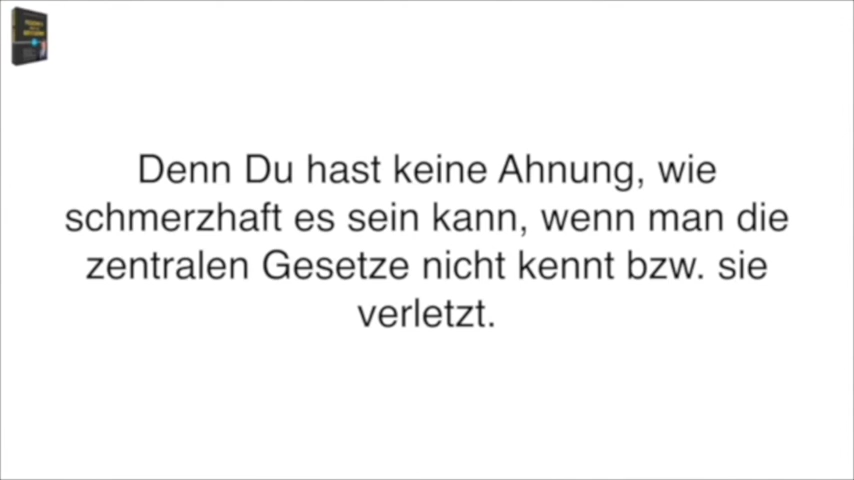 Denn Du hast keine Ahnung, wie
schmerzhaft es sein kann, wenn man die
zentralen Gesetze nicht kennt bzw. sie
verletzt.